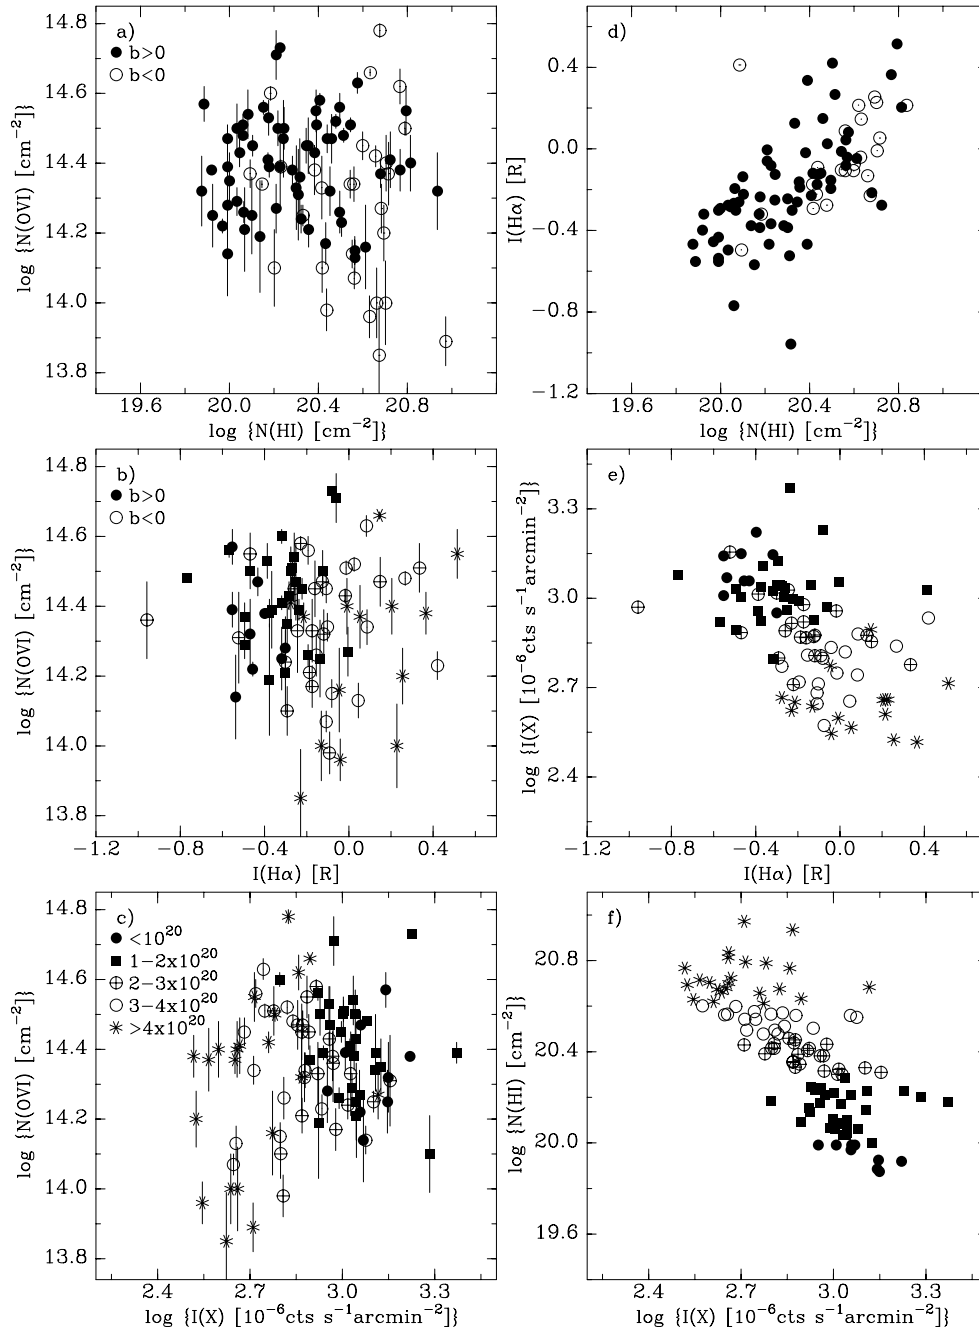 a)
b>0
b<0
14.8
14.6
14.4
14.2
14.0
13.8
log {N(OVI) [cm⁻²]}
19.6 20.0 20.4 20.8
log {N(HI) [cm⁻²]}
d)
0.4
0.0
−0.4
−0.8
−1.2
I(Hα) [R]
19.6 20.0 20.4 20.8
log {N(HI) [cm⁻²]}
b)
b>0
b<0
14.8
14.6
14.4
14.2
14.0
13.8
log {N(OVI) [cm⁻²]}
−1.2 −0.8 −0.4 0.0 0.4
I(Hα) [R]
e)
3.3
3.0
2.7
2.4
log {I(X) [10⁻⁶cts s⁻¹arcmin⁻²]}
−1.2 −0.8 −0.4 0.0 0.4
I(Hα) [R]
c)
<10²⁰
1−2x10²⁰
2−3x10²⁰
3−4x10²⁰
>4x10²⁰
14.8
14.6
14.4
14.2
14.0
13.8
log {N(OVI) [cm⁻²]}
2.4 2.7 3.0 3.3
log {I(X) [10⁻⁶cts s⁻¹arcmin⁻²]}
f)
20.8
20.4
20.0
19.6
log {N(HI) [cm⁻²]}
2.4 2.7 3.0 3.3
log {I(X) [10⁻⁶cts s⁻¹arcmin⁻²]}